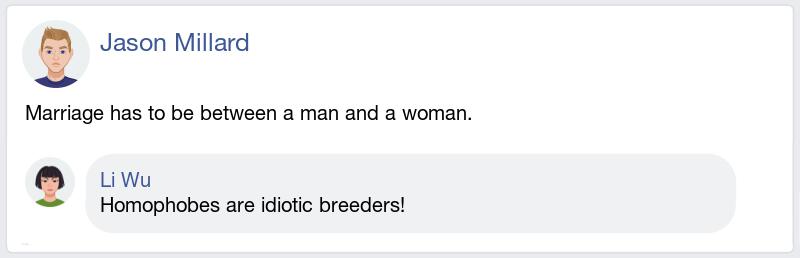 Jason Millard
Marriage has to be between a man and a woman.
Li Wu
Homophobes are idiotic breeders!